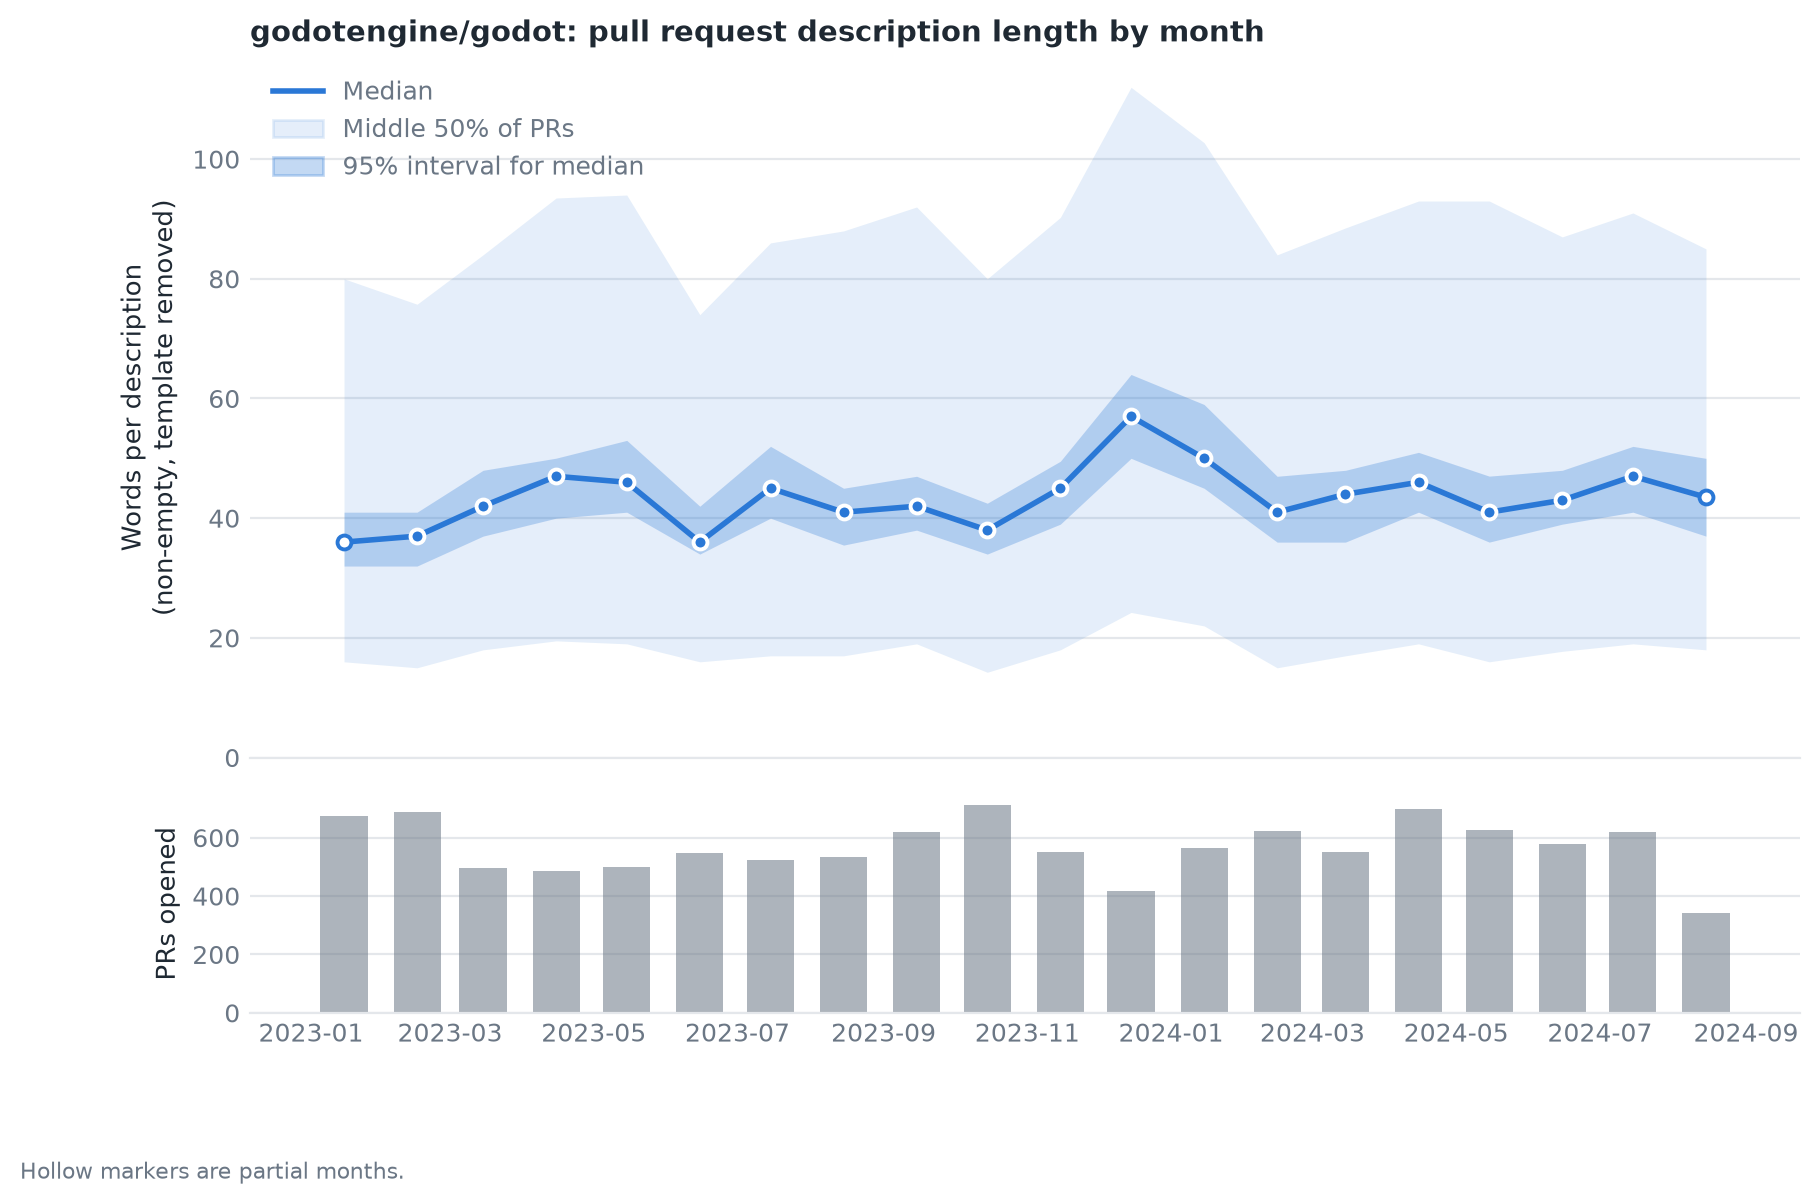 godotengine/godot: pull request description length by month
Median
Middle 50% of PRs
95% interval for median
Words per description
(non-empty, template removed)
100
80
60
40
20
0
PRs opened
600
400
200
0
2023-01 2023-03 2023-05 2023-07 2023-09 2023-11 2024-01 2024-03 2024-05 2024-07 2024-09
Hollow markers are partial months.